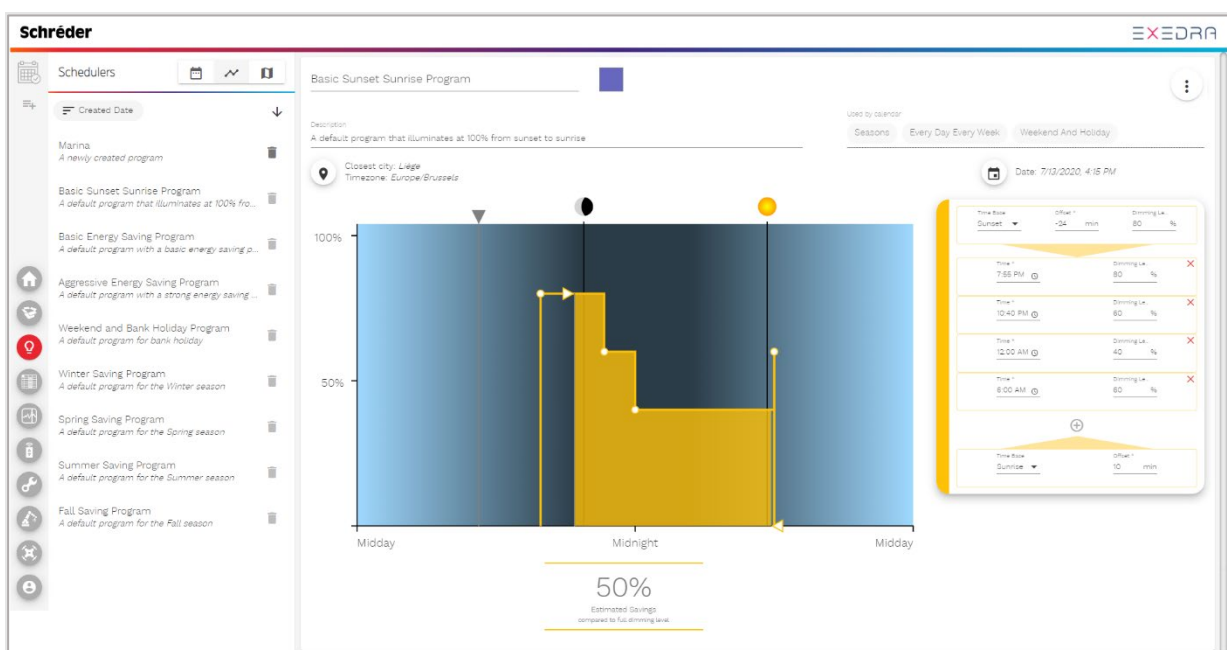 Schréder
EXEDRA
Schedulers
Created Date
Marina
A newly created program
Basic Sunset Sunrise Program
A default program that illuminates at 100% fro...
Basic Energy Saving Program
A default program with a basic energy saving p...
Aggressive Energy Saving Program
A default program with a strong energy saving ...
Weekend and Bank Holiday Program
A default program for bank holiday
Winter Saving Program
A default program for the Winter season
Spring Saving Program
A default program for the Spring season
Summer Saving Program
A default program for the Summer season
Fall Saving Program
A default program for the Fall season
Basic Sunset Sunrise Program
Description
A default program that illuminates at 100% from sunset to sunrise
Used by calendar
Seasons Every Day Every Week Weekend And Holiday
Closest city: Liège
Timezone: Europe/Brussels
Date: 7/13/2020, 4:15 PM
100%
50%
Midday Midnight Midday
50%
Estimated Savings
compared to full dimming level
Time Base Offset * Dimming Le...
Sunset -24 min 80 %
Time * Dimming Le...
7:55 PM 80 %
Time * Dimming Le...
10:40 PM 60 %
Time * Dimming Le...
12:00 AM 40 %
Time * Dimming Le...
6:00 AM 60 %
Time Base Offset *
Sunrise 10 min